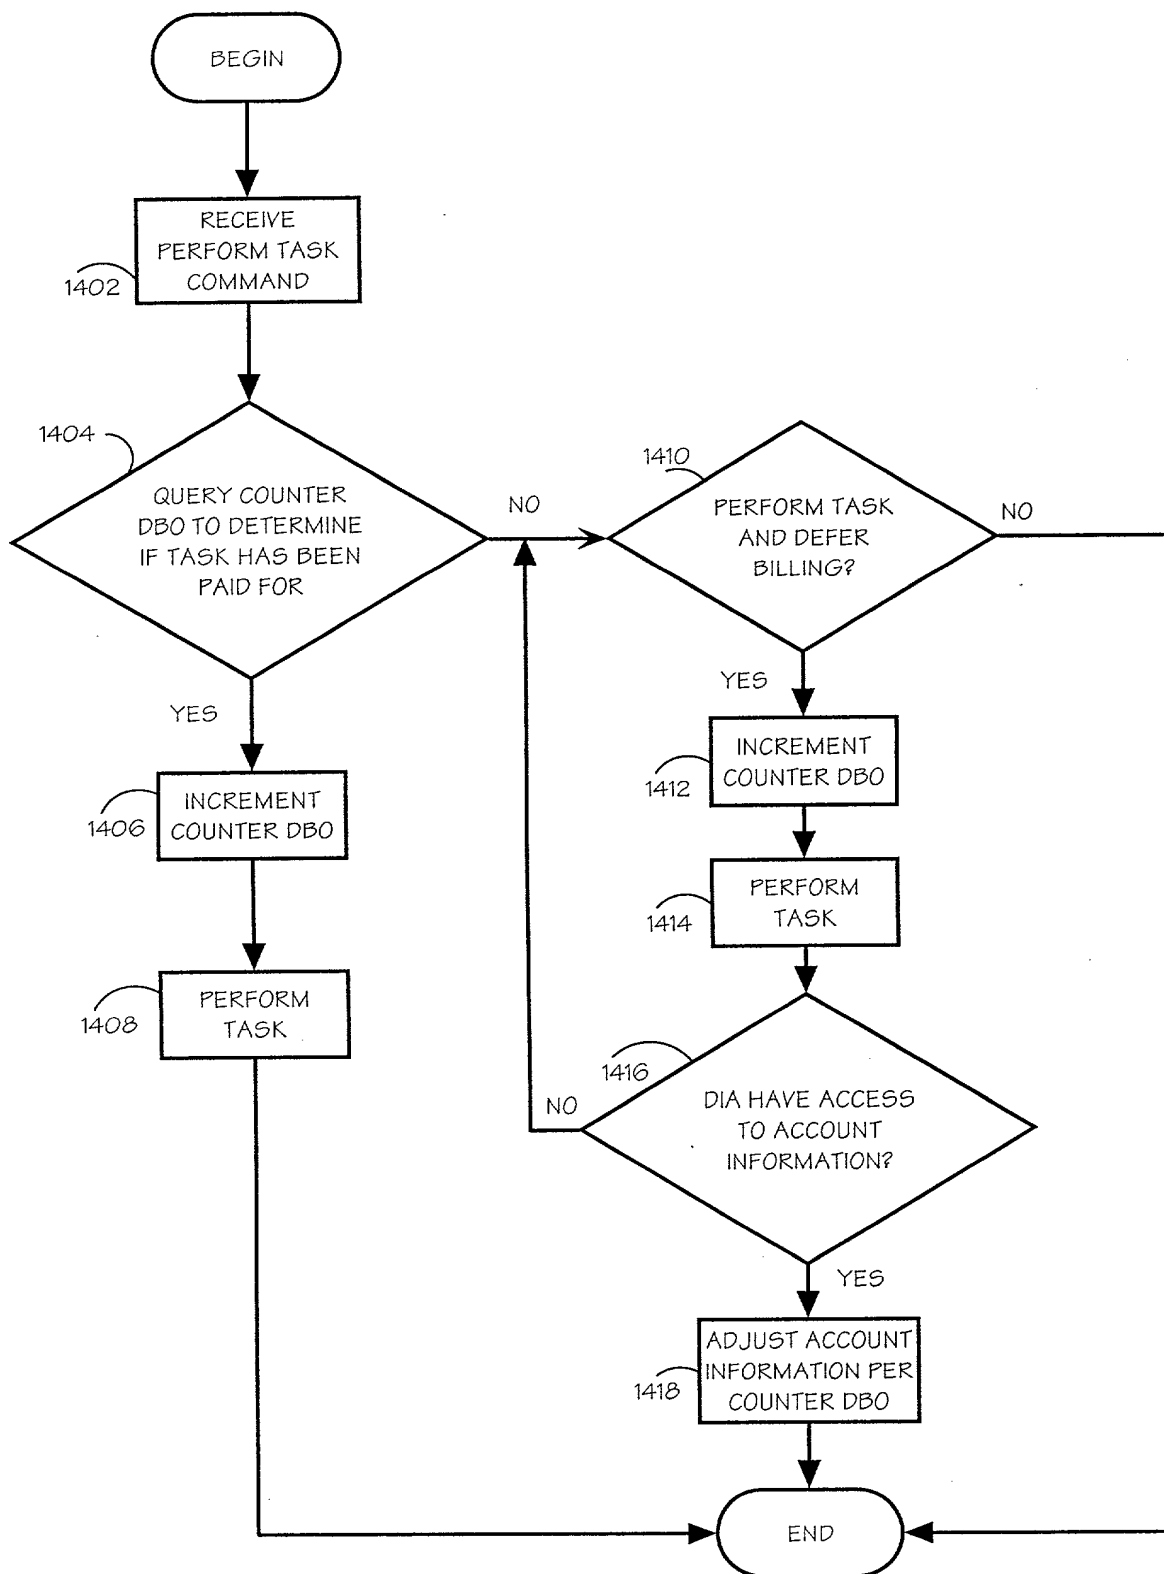 BEGIN
RECEIVE
PERFORM TASK
COMMAND
1402
1404
QUERY COUNTER
DBO TO DETERMINE
IF TASK HAS BEEN
PAID FOR
NO
YES
1406
INCREMENT
COUNTER DBO
1408
PERFORM
TASK
1410
PERFORM TASK
AND DEFER
BILLING?
NO
YES
1412
INCREMENT
COUNTER DBO
1414
PERFORM
TASK
1416
DIA HAVE ACCESS
TO ACCOUNT
INFORMATION?
NO
YES
1418
ADJUST ACCOUNT
INFORMATION PER
COUNTER DBO
END